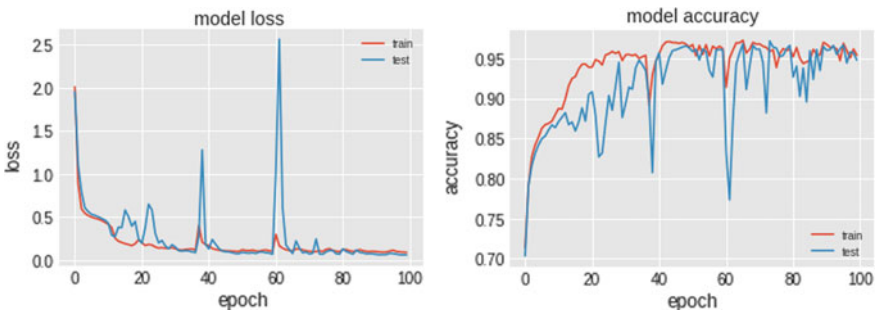 model loss
train
test
2.5
2.0
1.5
1.0
0.5
0.0
loss
0 20 40 60 80 100
epoch
model accuracy
0.95
0.90
0.85
0.80
0.75
0.70
accuracy
train
test
0 20 40 60 80 100
epoch